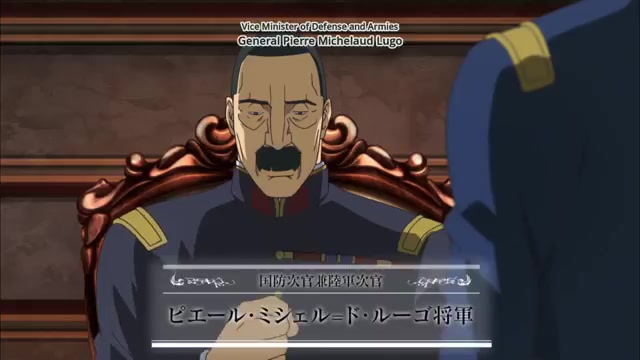 Vice Minister of Defense and Armies
General Pierre Michelaud Lugo
国防次官兼陸軍次官
ピエール・ミシェル=ド・ルーゴ将軍